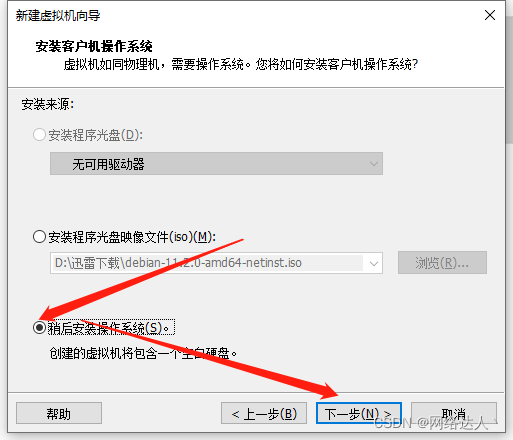 新建虚拟机向导
安装客户机操作系统
虚拟机如同物理机，需要操作系统。您将如何安装客户机操作系统?
安装来源:
安装程序光盘(D):
无可用驱动器
安装程序光盘映像文件(iso)(M):
D:\迅雷下载\debian-11.2.0-amd64-netinst.iso
浏览(R)...
稍后安装操作系统(S)。
创建的虚拟机将包含一个空白硬盘。
帮助
< 上一步(B)
下一步(N) >
取消
CSDN @网络达人`